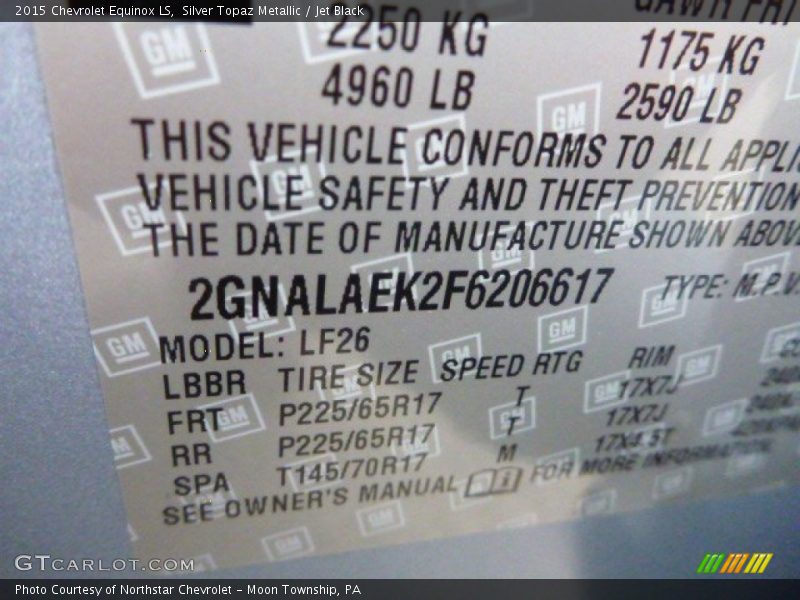 2015 Chevrolet Equinox LS, Silver Topaz Metallic / Jet Black
2250 KG
1175 KG
4960 LB
2590 LB
THIS VEHICLE CONFORMS TO ALL APPLI
VEHICLE SAFETY AND THEFT PREVENTION
THE DATE OF MANUFACTURE SHOWN ABOV
2GNALAEK2F6206617 TYPE: M.P.V.
MODEL: LF26
LBBR TIRE SIZE SPEED RTG RIM
FRT P225/65R17 T 17X7J
RR P225/65R17 T 17X7J
SPA T145/70R17 M 17X4.5T
SEE OWNER'S MANUAL FOR MORE INFORMATION
GM
GTCARLOT.COM
Photo Courtesy of Northstar Chevrolet – Moon Township, PA